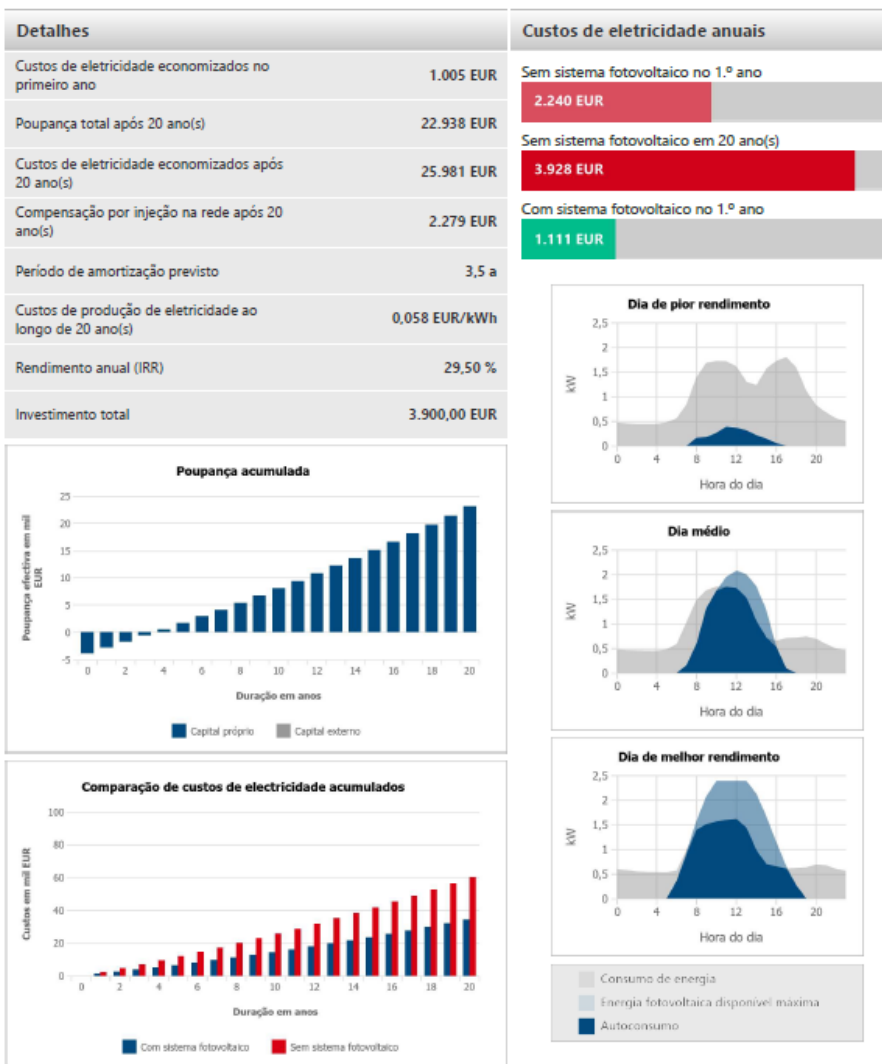 Detalhes
Custos de eletricidade economizados no
primeiro ano
1.005 EUR
Poupança total após 20 ano(s)
22.938 EUR
Custos de eletricidade economizados após
20 ano(s)
25.981 EUR
Compensação por injeção na rede após 20
ano(s)
2.279 EUR
Período de amortização previsto
3,5 a
Custos de produção de eletricidade ao
longo de 20 ano(s)
0,058 EUR/kWh
Rendimento anual (IRR)
29,50 %
Investimento total
3.900,00 EUR
Poupança acumulada
Poupança efectiva em mil
EUR
25
20
15
10
5
0
-5
0 2 4 6 8 10 12 14 16 18 20
Duração em anos
Capital próprio Capital externo
Comparação de custos de electricidade acumulados
Custos em mil EUR
100
80
60
40
20
0
0 2 4 6 8 10 12 14 16 18 20
Duração em anos
Com sistema fotovoltaico Sem sistema fotovoltaico
Custos de eletricidade anuais
Sem sistema fotovoltaico no 1.º ano
2.240 EUR
Sem sistema fotovoltaico em 20 ano(s)
3.928 EUR
Com sistema fotovoltaico no 1.º ano
1.111 EUR
Dia de pior rendimento
kW
2,5
2
1,5
1
0,5
0
0 4 8 12 16 20
Hora do dia
Dia médio
kW
2,5
2
1,5
1
0,5
0
0 4 8 12 16 20
Hora do dia
Dia de melhor rendimento
kW
2,5
2
1,5
1
0,5
0
0 4 8 12 16 20
Hora do dia
Consumo de energia
Energia fotovoltaica disponível máxima
Autoconsumo